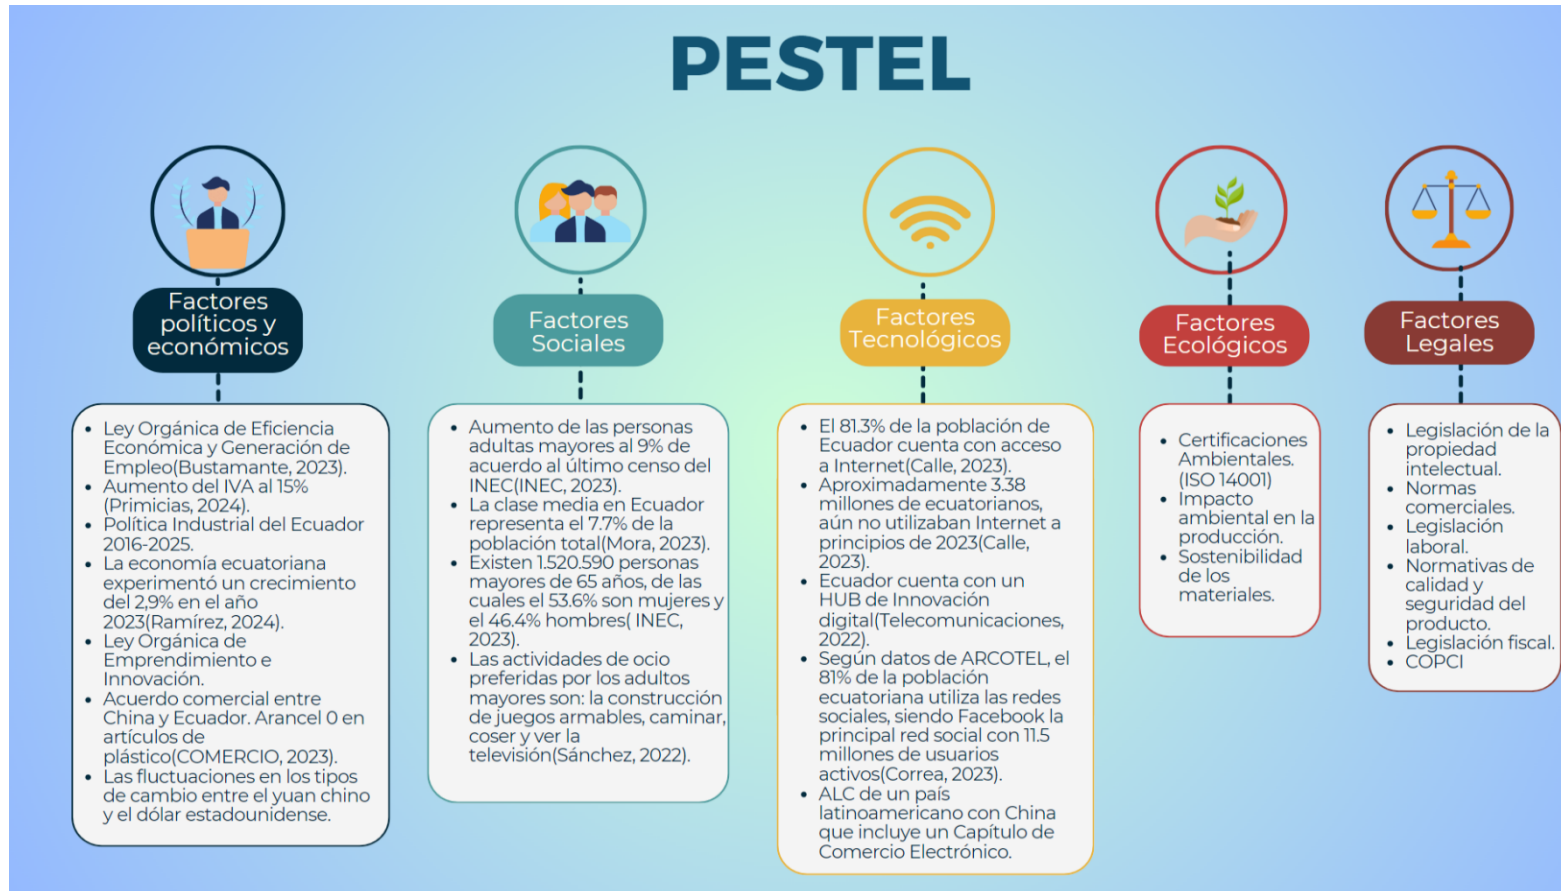 PESTEL
Factores
políticos y
económicos
Ley Orgánica de Eficiencia
Económica y Generación de
Empleo(Bustamante, 2023).
Aumento del IVA al 15%
(Primicias, 2024).
Política Industrial del Ecuador
2016-2025.
La economía ecuatoriana
experimentó un crecimiento
del 2,9% en el año
2023(Ramírez, 2024).
Ley Orgánica de
Emprendimiento e
Innovación.
Acuerdo comercial entre
China y Ecuador. Arancel 0 en
artículos de
plástico(COMERCIO, 2023).
Las fluctuaciones en los tipos
de cambio entre el yuan chino
y el dólar estadounidense.
Factores
Sociales
Aumento de las personas
adultas mayores al 9% de
acuerdo al último censo del
INEC(INEC, 2023).
La clase media en Ecuador
representa el 7.7% de la
población total(Mora, 2023).
Existen 1.520.590 personas
mayores de 65 años, de las
cuales el 53.6% son mujeres y
el 46.4% hombres( INEC,
2023).
Las actividades de ocio
preferidas por los adultos
mayores son: la construcción
de juegos armables, caminar,
coser y ver la
televisión(Sánchez, 2022).
Factores
Tecnológicos
El 81.3% de la población de
Ecuador cuenta con acceso
a Internet(Calle, 2023).
Aproximadamente 3.38
millones de ecuatorianos,
aún no utilizaban Internet a
principios de 2023(Calle,
2023).
Ecuador cuenta con un
HUB de Innovación
digital(Telecomunicaciones,
2022).
Según datos de ARCOTEL, el
81% de la población
ecuatoriana utiliza las redes
sociales, siendo Facebook la
principal red social con 11.5
millones de usuarios
activos(Correa, 2023).
ALC de un país
latinoamericano con China
que incluye un Capítulo de
Comercio Electrónico.
Factores
Ecológicos
Certificaciones
Ambientales.
(ISO 14001)
Impacto
ambiental en la
producción.
Sostenibilidad
de los
materiales.
Factores
Legales
Legislación de la
propiedad
intelectual.
Normas
comerciales.
Legislación
laboral.
Normativas de
calidad y
seguridad del
producto.
Legislación fiscal.
COPCI